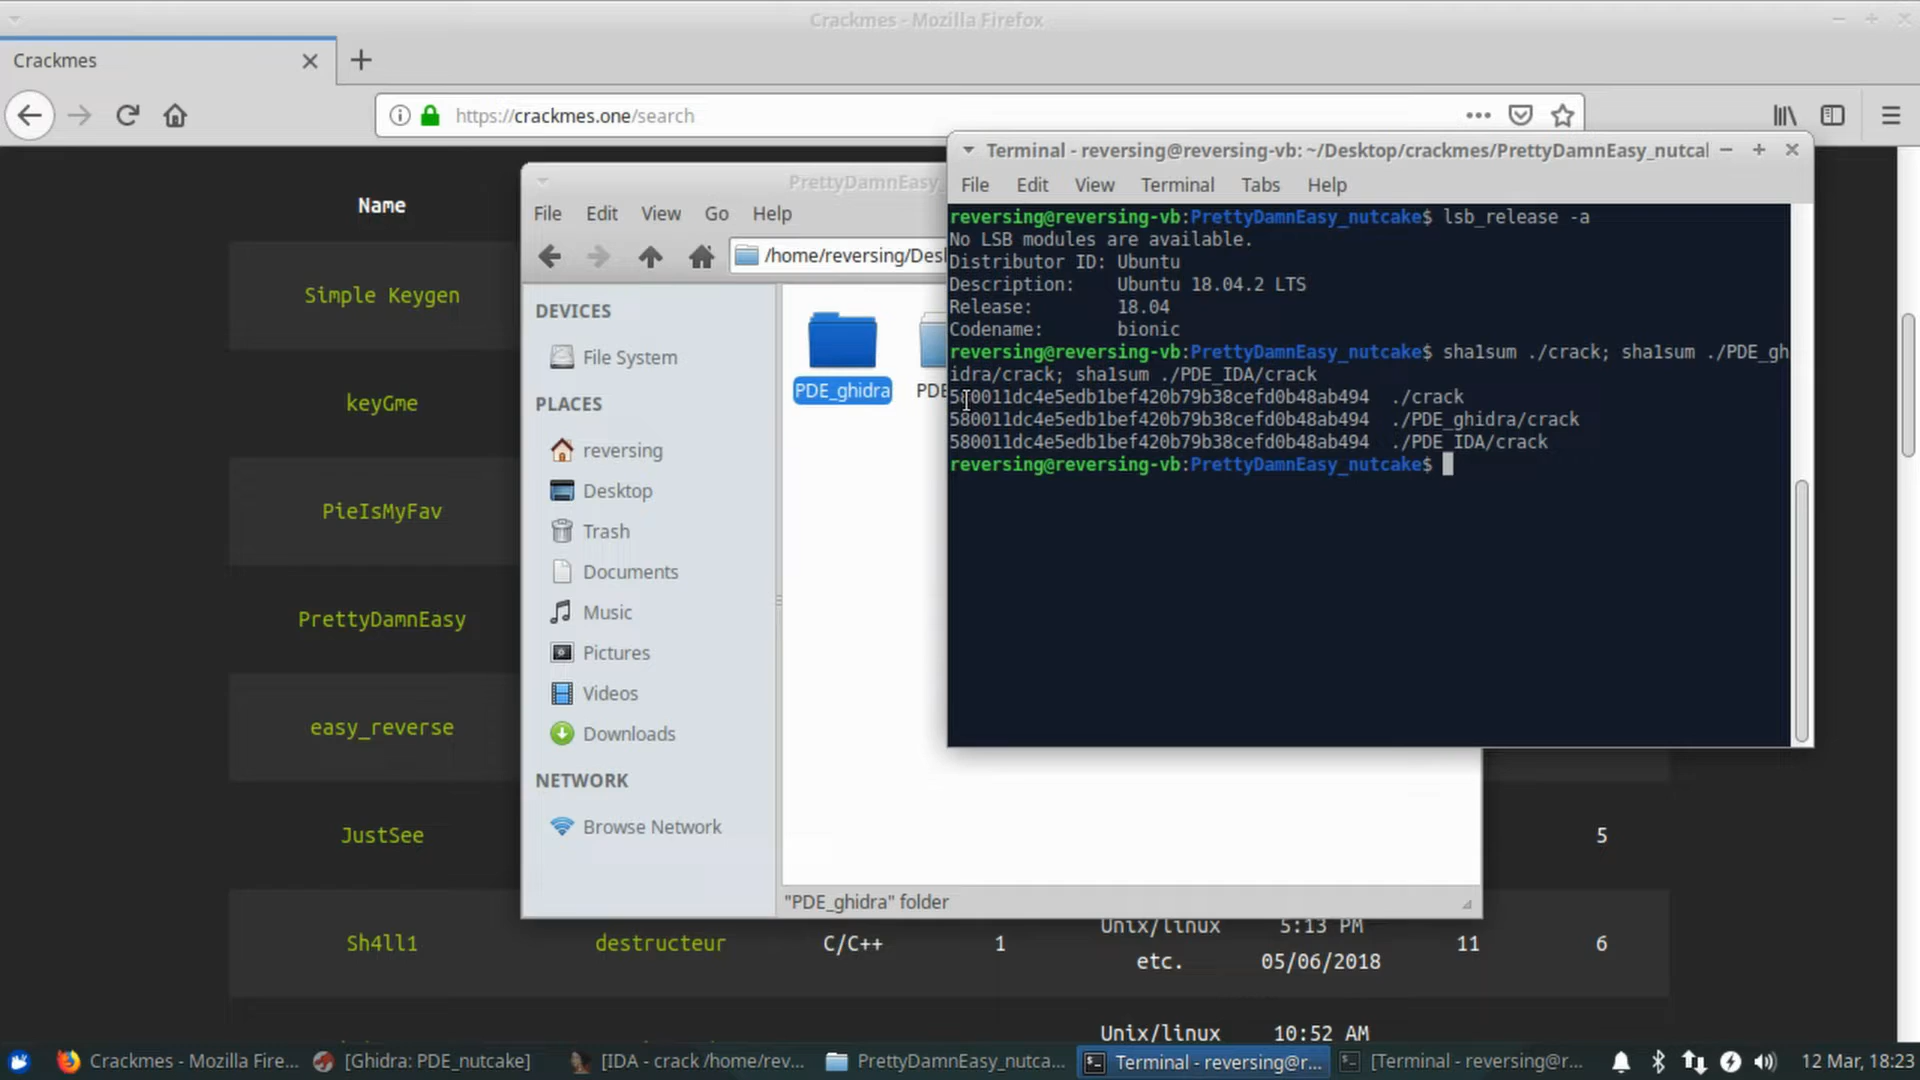 Crackmes - Mozilla Firefox
Crackmes
https://crackmes.one/search
Name
Simple Keygen
keyGme
PieIsMyFav
PrettyDamnEasy
easy_reverse
JustSee
5
Sh4ll1 destructeur C/C++ 1 Unix/linux etc. 5:13 PM 05/06/2018 11 6
Unix/linux 10:52 AM
PrettyDamnEasy_
File Edit View Go Help
/home/reversing/Des
DEVICES
File System
PLACES
reversing
Desktop
Trash
Documents
Music
Pictures
Videos
Downloads
NETWORK
Browse Network
PDE_ghidra
PDE
"PDE_ghidra" folder
Terminal - reversing@reversing-vb: ~/Desktop/crackmes/PrettyDamnEasy_nutcal
File Edit View Terminal Tabs Help
reversing@reversing-vb:PrettyDamnEasy_nutcake$ lsb_release -a
No LSB modules are available.
Distributor ID: Ubuntu
Description: Ubuntu 18.04.2 LTS
Release: 18.04
Codename: bionic
reversing@reversing-vb:PrettyDamnEasy_nutcake$ sha1sum ./crack; sha1sum ./PDE_gh
idra/crack; sha1sum ./PDE_IDA/crack
580011dc4e5edb1bef420b79b38cefd0b48ab494 ./crack
580011dc4e5edb1bef420b79b38cefd0b48ab494 ./PDE_ghidra/crack
580011dc4e5edb1bef420b79b38cefd0b48ab494 ./PDE_IDA/crack
reversing@reversing-vb:PrettyDamnEasy_nutcake$
Crackmes - Mozilla Fire... [Ghidra: PDE_nutcake] [IDA - crack /home/rev... PrettyDamnEasy_nutca... Terminal - reversing@r... [Terminal - reversing@r... 12 Mar, 18:23